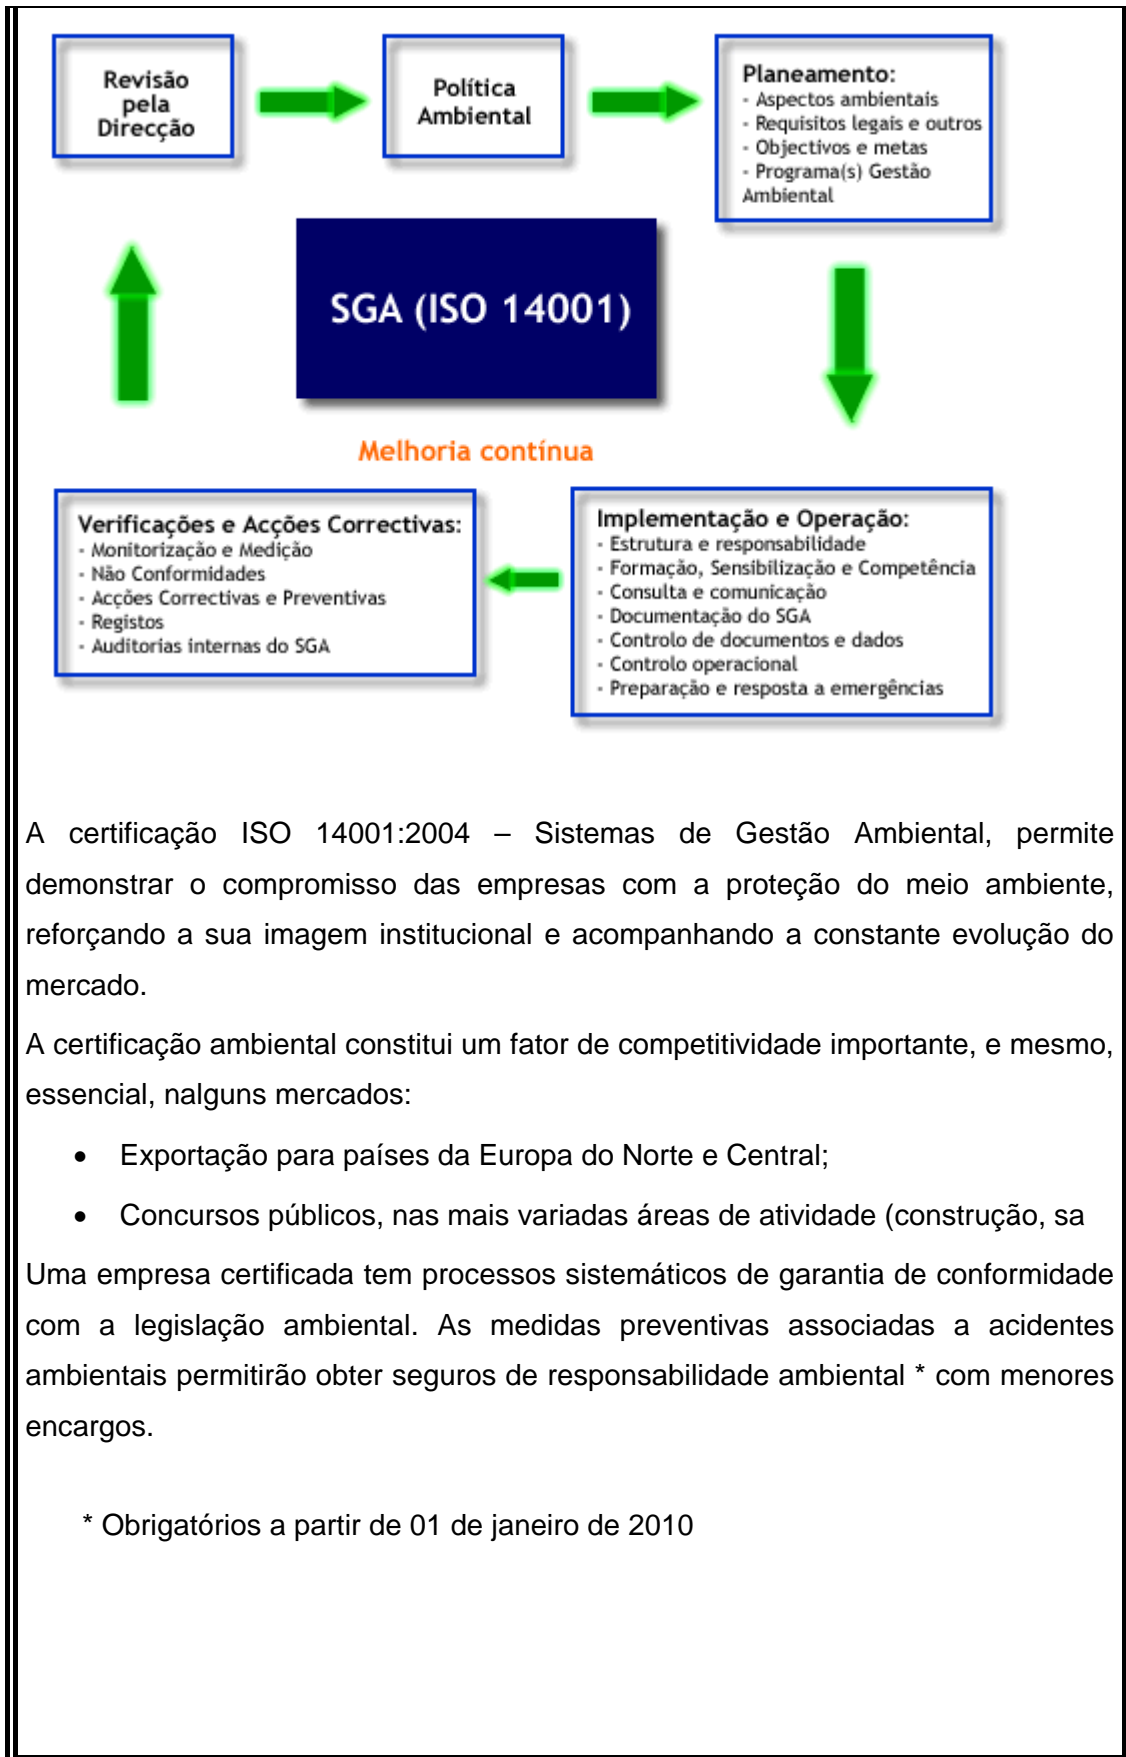 Revisão
pela
Direcção
Política
Ambiental
Planeamento:
- Aspectos ambientais
- Requisitos legais e outros
- Objectivos e metas
- Programa(s) Gestão
Ambiental
SGA (ISO 14001)
Melhoria contínua
Verificações e Acções Correctivas:
- Monitorização e Medição
- Não Conformidades
- Acções Correctivas e Preventivas
- Registos
- Auditorias internas do SGA
Implementação e Operação:
- Estrutura e responsabilidade
- Formação, Sensibilização e Competência
- Consulta e comunicação
- Documentação do SGA
- Controlo de documentos e dados
- Controlo operacional
- Preparação e resposta a emergências
A certificação ISO 14001:2004 – Sistemas de Gestão Ambiental, permite
demonstrar o compromisso das empresas com a proteção do meio ambiente,
reforçando a sua imagem institucional e acompanhando a constante evolução do
mercado.
A certificação ambiental constitui um fator de competitividade importante, e mesmo,
essencial, nalguns mercados:
• Exportação para países da Europa do Norte e Central;
• Concursos públicos, nas mais variadas áreas de atividade (construção, sa
Uma empresa certificada tem processos sistemáticos de garantia de conformidade
com a legislação ambiental. As medidas preventivas associadas a acidentes
ambientais permitirão obter seguros de responsabilidade ambiental * com menores
encargos.
* Obrigatórios a partir de 01 de janeiro de 2010